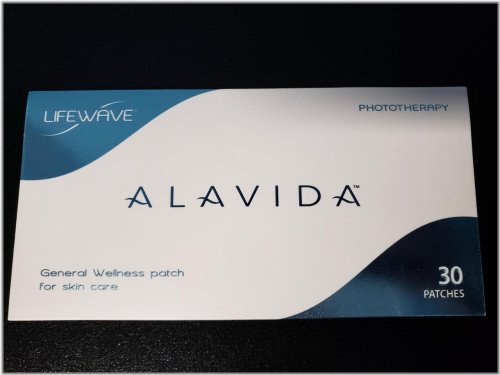 LIFEWAVE
PHOTOTHERAPY
ALAVIDA™
General Wellness patch
for skin care
30
PATCHES